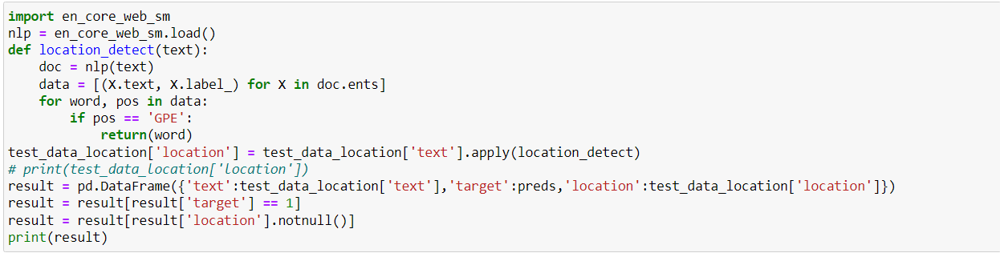 import en_core_web_sm
nlp = en_core_web_sm.load()
def location_detect(text):
    doc = nlp(text)
    data = [(X.text, X.label_) for X in doc.ents]
    for word, pos in data:
        if pos == 'GPE':
            return(word)
test_data_location['location'] = test_data_location['text'].apply(location_detect)
# print(test_data_location['location'])
result = pd.DataFrame({'text':test_data_location['text'],'target':preds,'location':test_data_location['location']})
result = result[result['target'] == 1]
result = result[result['location'].notnull()]
print(result)